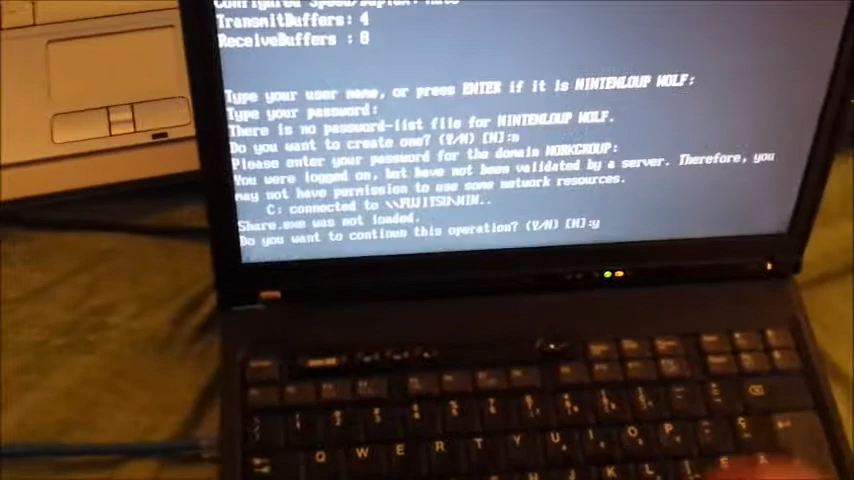 Configured Speed/Duplex: Auto
TransmitBuffers: 4
ReceiveBuffers : 8
Type your user name, or press ENTER if it is NINTENLOUP WOLF:
Type your password:
There is no password-list file for NINTENLOUP WOLF.
Do you want to create one? (Y/N) [N]:n
Please enter your password for the domain WORKGROUP:
You were logged on, but have not been validated by a server. Therefore, you
may not have permission to use some network resources.
C: connected to \\FUJITSU\WIN..
Share.exe was not loaded.
Do you want to continue this operation? (Y/N) [N]:y
Q W E R T Y U I O P
K L